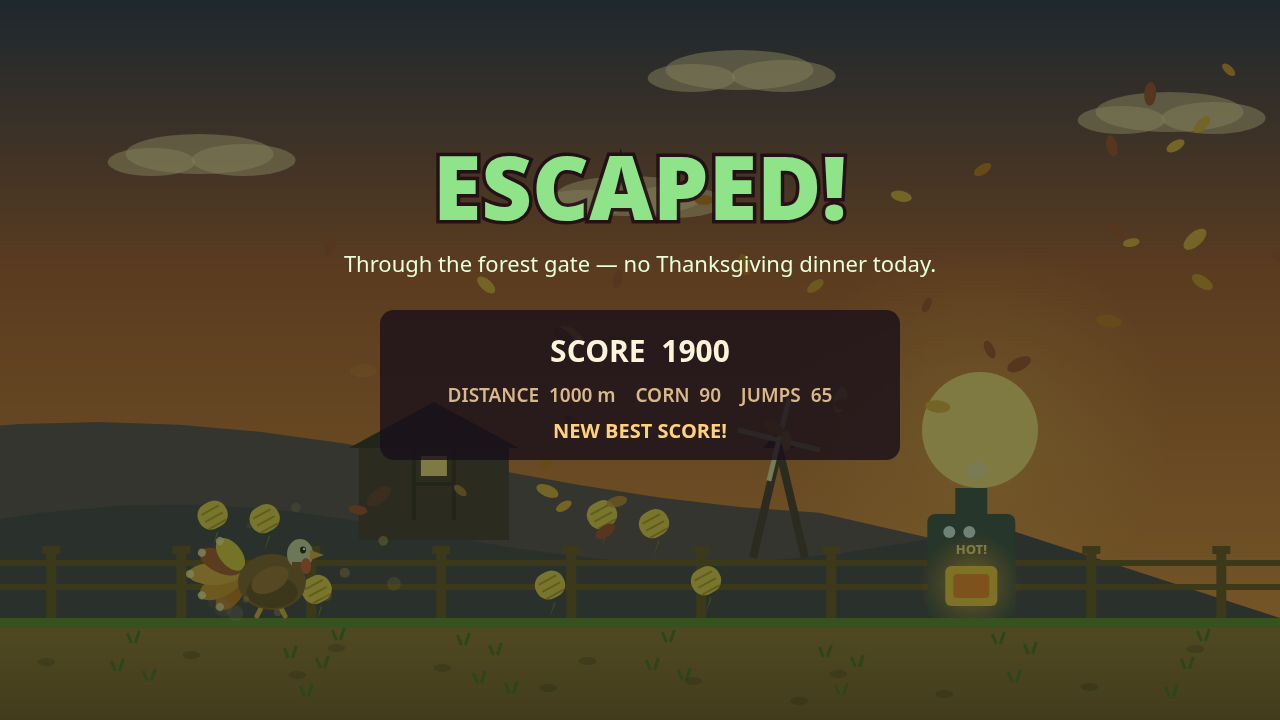 ESCAPED!
Through the forest gate — no Thanksgiving dinner today.
SCORE 1900
DISTANCE 1000 m CORN 90 JUMPS 65
NEW BEST SCORE!
HOT!